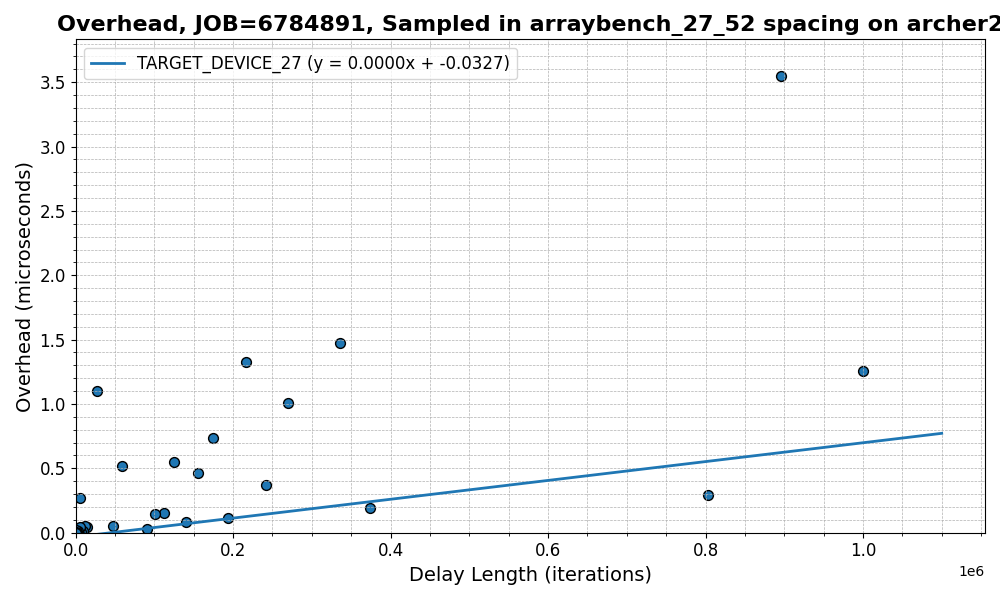 Overhead, JOB=6784891, Sampled in arraybench_27_52 spacing on archer2
TARGET_DEVICE_27 (y = 0.0000x + -0.0327)
Overhead (microseconds)
3.5
3.0
2.5
2.0
1.5
1.0
0.5
0.0
0.0 0.2 0.4 0.6 0.8 1.0
1e6
Delay Length (iterations)